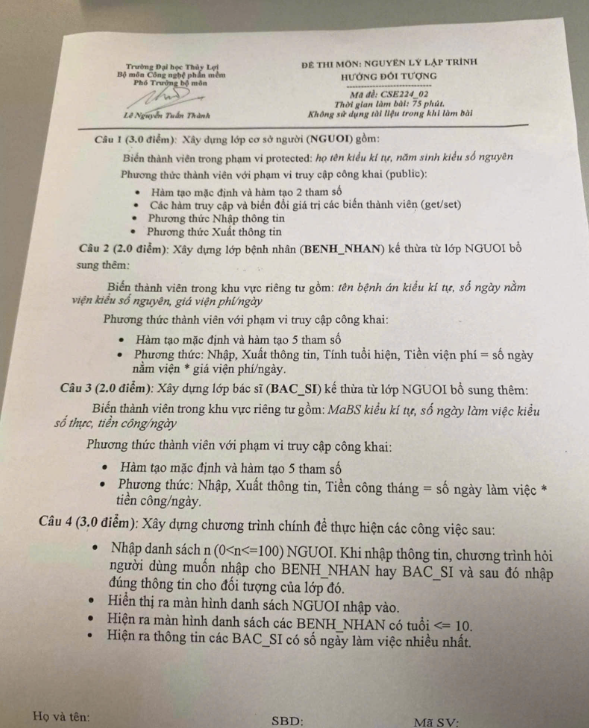 Trường Đại học Thủy Lợi
Bộ môn Công nghệ phần mềm
Phó Trưởng bộ môn
Lê Nguyễn Tuấn Thành
ĐỀ THI MÔN: NGUYÊN LÝ LẬP TRÌNH
HƯỚNG ĐỐI TƯỢNG
Mã đề: CSE224_02
Thời gian làm bài: 75 phút.
Không sử dụng tài liệu trong khi làm bài
Câu 1 (3.0 điểm): Xây dựng lớp cơ sở người (NGUOI) gồm:
Biến thành viên trong phạm vi protected: họ tên kiểu kí tự, năm sinh kiểu số nguyên
Phương thức thành viên với phạm vi truy cập công khai (public):
• Hàm tạo mặc định và hàm tạo 2 tham số
• Các hàm truy cập và biến đổi giá trị các biến thành viên (get/set)
• Phương thức Nhập thông tin
• Phương thức Xuất thông tin
Câu 2 (2.0 điểm): Xây dựng lớp bệnh nhân (BENH_NHAN) kế thừa từ lớp NGUOI bổ
sung thêm:
Biến thành viên trong khu vực riêng tư gồm: tên bệnh án kiểu kí tự, số ngày nằm
viện kiểu số nguyên, giá viện phí/ngày
Phương thức thành viên với phạm vi truy cập công khai:
• Hàm tạo mặc định và hàm tạo 5 tham số
• Phương thức: Nhập, Xuất thông tin, Tính tuổi hiện, Tiền viện phí = số ngày
nằm viện * giá viện phí/ngày.
Câu 3 (2.0 điểm): Xây dựng lớp bác sĩ (BAC_SI) kế thừa từ lớp NGUOI bổ sung thêm:
Biến thành viên trong khu vực riêng tư gồm: MaBS kiểu kí tự, số ngày làm việc kiểu
số thực, tiền công/ngày
Phương thức thành viên với phạm vi truy cập công khai:
• Hàm tạo mặc định và hàm tạo 5 tham số
• Phương thức: Nhập, Xuất thông tin, Tiền công tháng = số ngày làm việc *
tiền công/ngày.
Câu 4 (3.0 điểm): Xây dựng chương trình chính để thực hiện các công việc sau:
• Nhập danh sách n (0<n<=100) NGUOI. Khi nhập thông tin, chương trình hỏi
người dùng muốn nhập cho BENH_NHAN hay BAC_SI và sau đó nhập
đúng thông tin cho đối tượng của lớp đó.
• Hiển thị ra màn hình danh sách NGUOI nhập vào.
• Hiện ra màn hình danh sách các BENH_NHAN có tuổi <= 10.
• Hiện ra thông tin các BAC_SI có số ngày làm việc nhiều nhất.
Họ và tên:
SBD:
Mã SV: